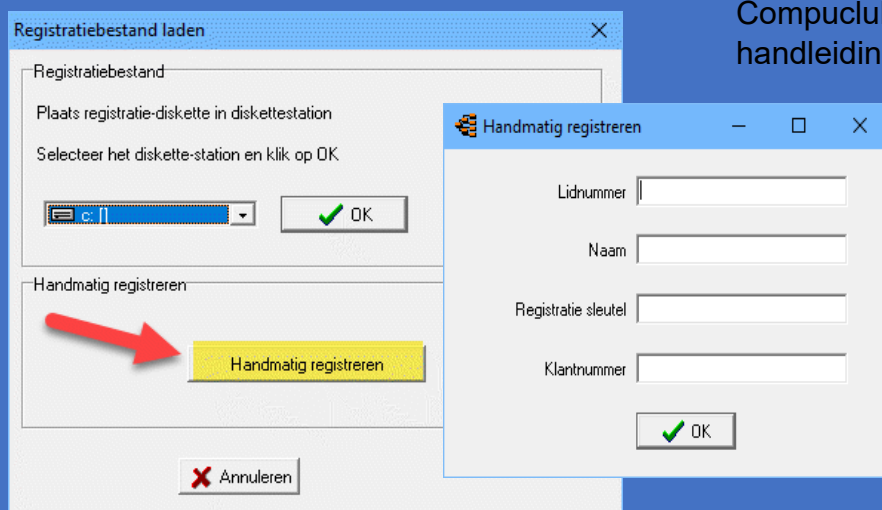 Compuclu
handleidin
Registratiebestand laden
Registratiebestand
Plaats registratie-diskette in diskettestation
Selecteer het diskette-station en klik op OK
c: []
OK
Handmatig registreren
Handmatig registreren
Annuleren
Handmatig registreren
Lidnummer
Naam
Registratie sleutel
Klantnummer
OK